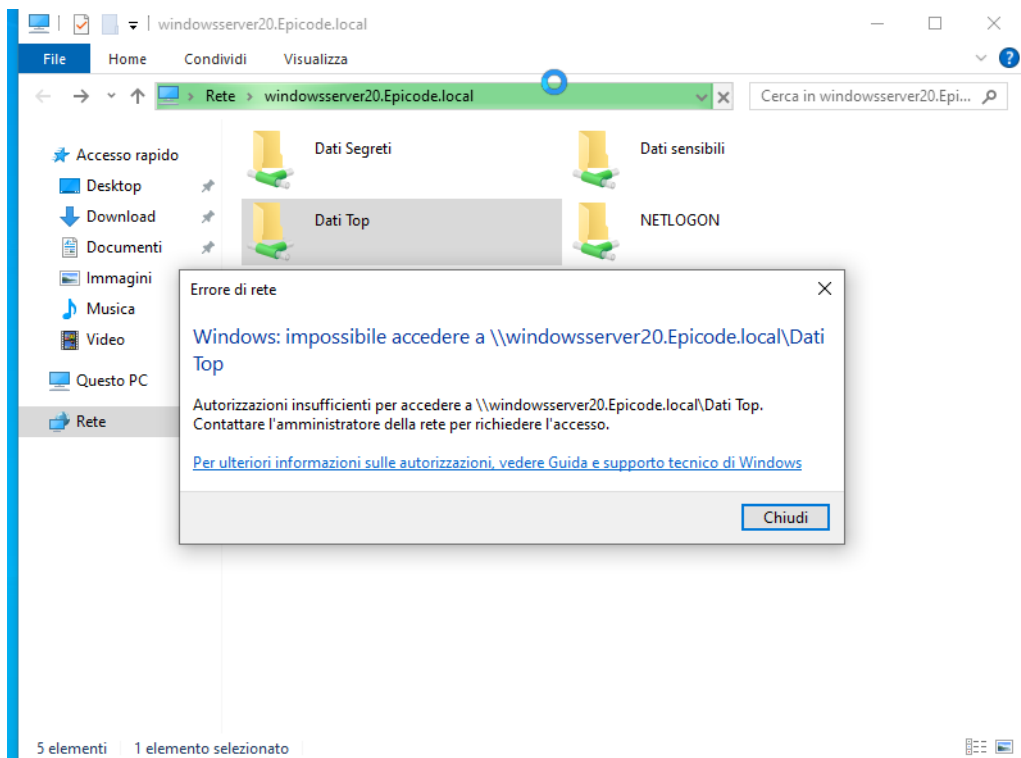 windowsserver20.Epicode.local
File Home Condividi Visualizza
Rete windowsserver20.Epicode.local
Cerca in windowsserver20.Epi...
Accesso rapido
Desktop
Download
Documenti
Immagini
Musica
Video
Questo PC
Rete
Dati Segreti
Dati sensibili
Dati Top
NETLOGON
Errore di rete
Windows: impossibile accedere a \\windowsserver20.Epicode.local\Dati
Top
Autorizzazioni insufficienti per accedere a \\windowsserver20.Epicode.local\Dati Top.
Contattare l'amministratore della rete per richiedere l'accesso.
Per ulteriori informazioni sulle autorizzazioni, vedere Guida e supporto tecnico di Windows
Chiudi
5 elementi 1 elemento selezionato